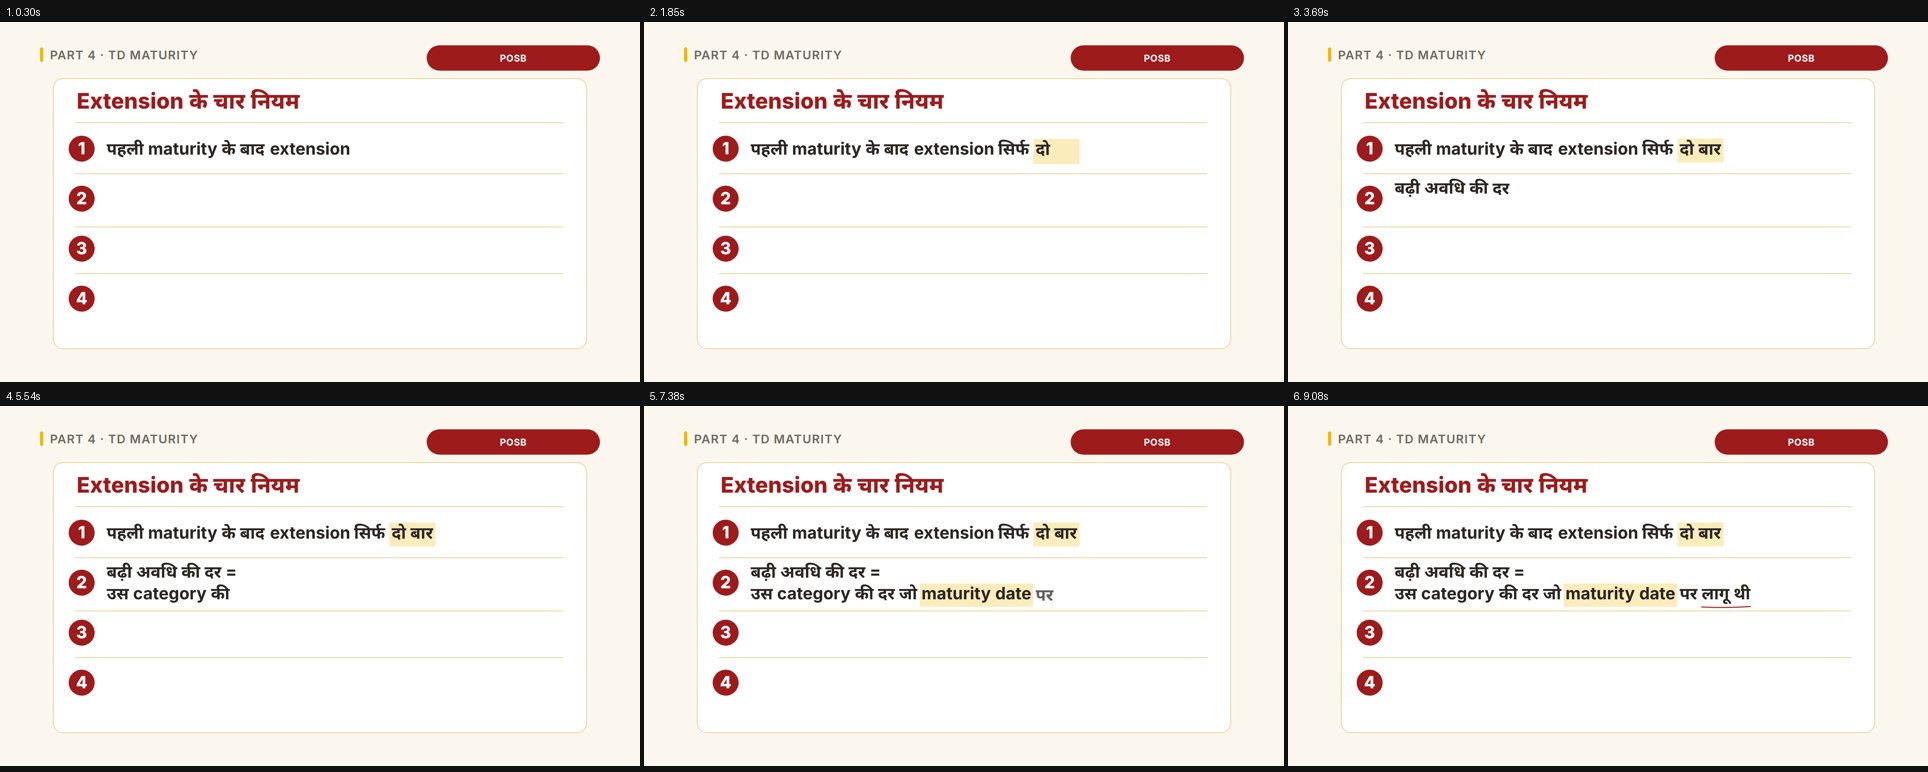 1. 0.30s
PART 4 · TD MATURITY
POSB
Extension के चार नियम
1 पहली maturity के बाद extension
2
3
4
2. 1.85s
PART 4 · TD MATURITY
POSB
Extension के चार नियम
1 पहली maturity के बाद extension सिर्फ दो
2
3
4
3. 3.69s
PART 4 · TD MATURITY
POSB
Extension के चार नियम
1 पहली maturity के बाद extension सिर्फ दो बार
2 बढ़ी अवधि की दर
3
4
4. 5.54s
PART 4 · TD MATURITY
POSB
Extension के चार नियम
1 पहली maturity के बाद extension सिर्फ दो बार
2 बढ़ी अवधि की दर =
उस category की
3
4
5. 7.38s
PART 4 · TD MATURITY
POSB
Extension के चार नियम
1 पहली maturity के बाद extension सिर्फ दो बार
2 बढ़ी अवधि की दर =
उस category की दर जो maturity date पर
3
4
6. 9.08s
PART 4 · TD MATURITY
POSB
Extension के चार नियम
1 पहली maturity के बाद extension सिर्फ दो बार
2 बढ़ी अवधि की दर =
उस category की दर जो maturity date पर लागू थी
3
4